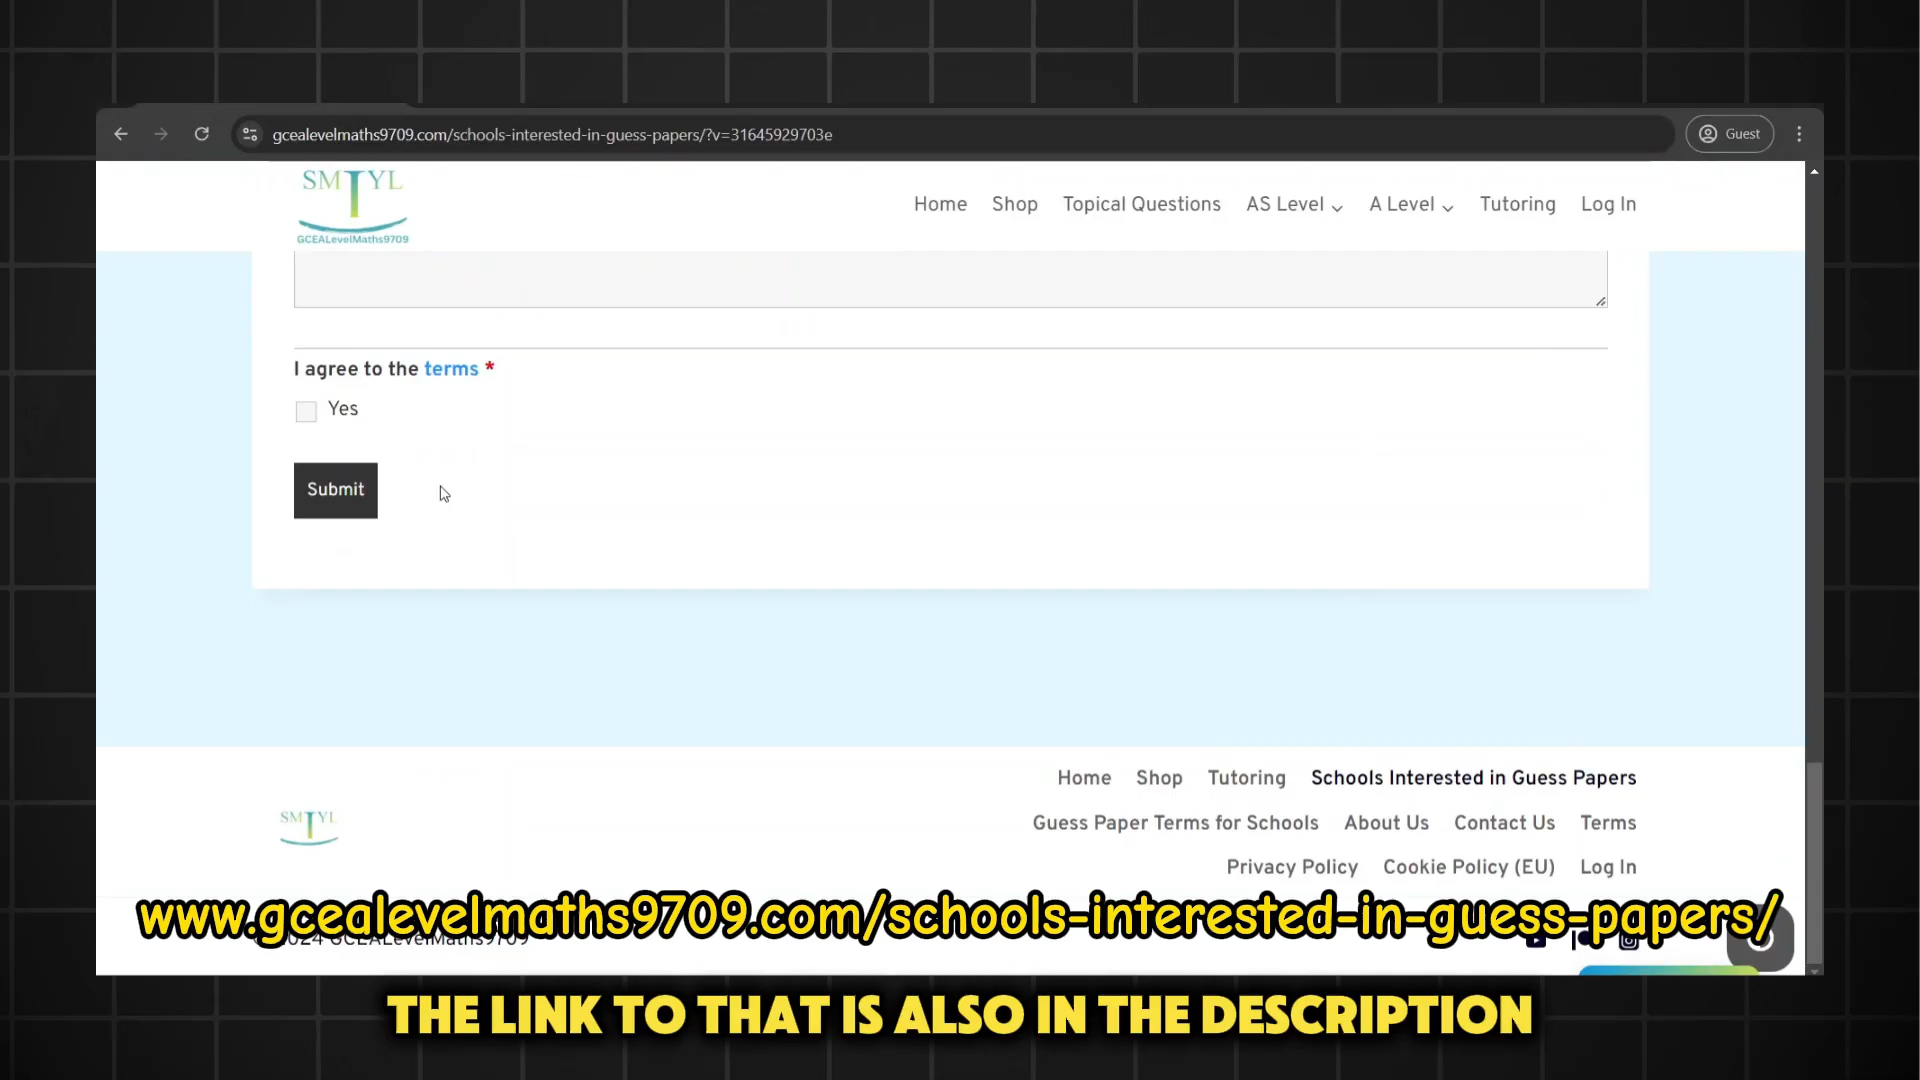 gcealevelmaths9709.com/schools-interested-in-guess-papers/?v=31645929703e
Guest
SMTYL
GCEALevelMaths9709
Home Shop Topical Questions AS Level A Level Tutoring Log In
I agree to the terms *
Yes
Submit
Home Shop Tutoring Schools Interested in Guess Papers
SMTYL
Guess Paper Terms for Schools About Us Contact Us Terms
Privacy Policy Cookie Policy (EU) Log In
www.gcealevelmaths9709.com/schools-interested-in-guess-papers/
2024 GCEALevelMaths9709
THE LINK TO THAT IS ALSO IN THE DESCRIPTION